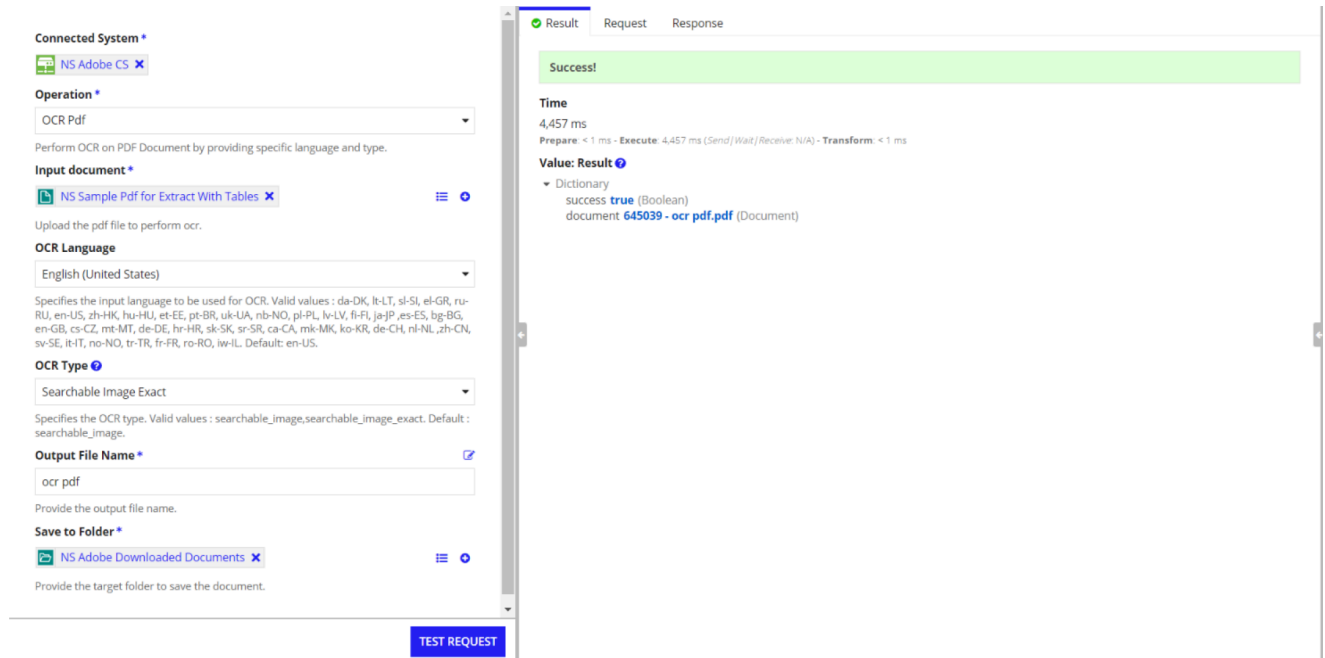 Connected System *
NS Adobe CS ✖
Operation *
OCR Pdf
Perform OCR on PDF Document by providing specific language and type.
Input document *
NS Sample Pdf for Extract With Tables ✖
Upload the pdf file to perform ocr.
OCR Language
English (United States)
Specifies the input language to be used for OCR. Valid values : da-DK, lt-LT, sl-SI, el-GR, ru-
RU, en-US, zh-HK, hu-HU, et-EE, pt-BR, uk-UA, nb-NO, pl-PL, lv-LV, fi-FI, ja-JP ,es-ES, bg-BG,
en-GB, cs-CZ, mt-MT, de-DE, hr-HR, sk-SK, sr-SR, ca-CA, mk-MK, ko-KR, de-CH, nl-NL ,zh-CN,
sv-SE, it-IT, no-NO, tr-TR, fr-FR, ro-RO, iw-IL. Default: en-US.
OCR Type
Searchable Image Exact
Specifies the OCR type. Valid values : searchable_image,searchable_image_exact. Default :
searchable_image.
Output File Name *
ocr pdf
Provide the output file name.
Save to Folder *
NS Adobe Downloaded Documents ✖
Provide the target folder to save the document.
TEST REQUEST
Result Request Response
Success!
Time
4,457 ms
Prepare: < 1 ms - Execute: 4,457 ms (Send|Wait|Receive: N/A) - Transform: < 1 ms
Value: Result
Dictionary
success true (Boolean)
document 645039 - ocr pdf.pdf (Document)